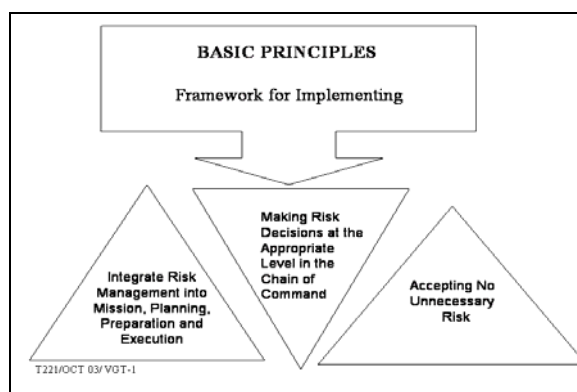 BASIC PRINCIPLES
Framework for Implementing
Integrate Risk
Management into
Mission, Planning,
Preparation and
Execution
Making Risk
Decisions at the
Appropriate
Level in the
Chain of
Command
Accepting No
Unnecessary
Risk
T221/OCT 03/ VGT-1